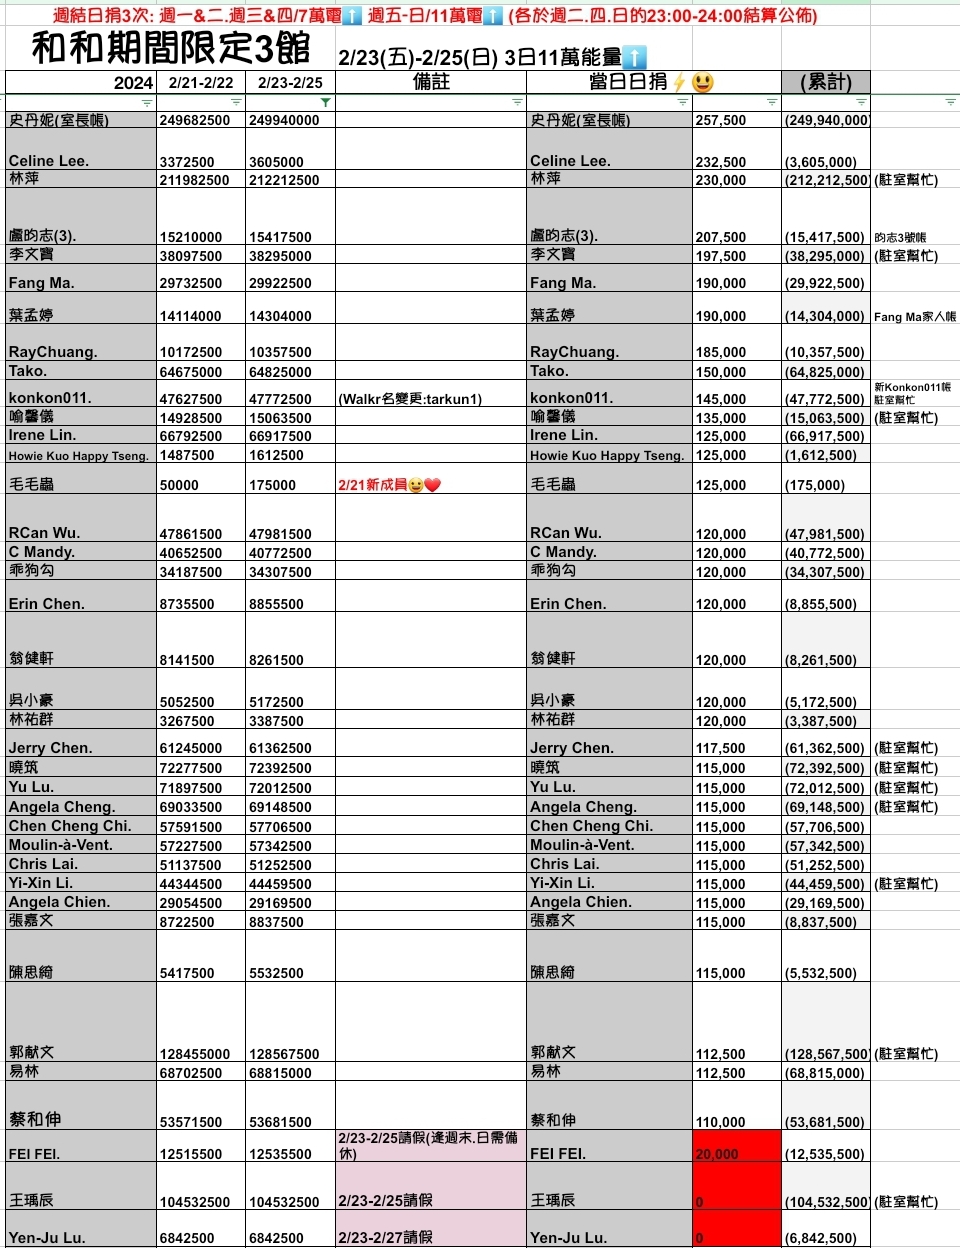 週結日捐3次: 週一&二.週三&四/7萬電⬆️ 週五-日/11萬電⬆️ (各於週二.四.日的23:00-24:00結算公佈)
和和期間限定3館 2/23(五)-2/25(日) 3日11萬能量⬆️
2024 2/21-2/22 2/23-2/25 備註 當日日捐⚡😃 (累計)
史丹妮(室長帳) 249682500 249940000 史丹妮(室長帳) 257,500 (249,940,000)
Celine Lee. 3372500 3605000 Celine Lee. 232,500 (3,605,000)
林萍 211982500 212212500 林萍 230,000 (212,212,500) (駐室幫忙)
盧昀志(3). 15210000 15417500 盧昀志(3). 207,500 (15,417,500) 昀志3號帳
李文寶 38097500 38295000 李文寶 197,500 (38,295,000) (駐室幫忙)
Fang Ma. 29732500 29922500 Fang Ma. 190,000 (29,922,500)
葉孟婷 14114000 14304000 葉孟婷 190,000 (14,304,000) Fang Ma家人帳
RayChuang. 10172500 10357500 RayChuang. 185,000 (10,357,500)
Tako. 64675000 64825000 Tako. 150,000 (64,825,000)
konkon011. 47627500 47772500 (Walkr名變更:tarkun1) konkon011. 145,000 (47,772,500) 新Konkon011帳
駐室幫忙
喻馨儀 14928500 15063500 喻馨儀 135,000 (15,063,500) (駐室幫忙)
Irene Lin. 66792500 66917500 Irene Lin. 125,000 (66,917,500)
Howie Kuo Happy Tseng. 1487500 1612500 Howie Kuo Happy Tseng. 125,000 (1,612,500)
毛毛蟲 50000 175000 2/21新成員😃❤️ 毛毛蟲 125,000 (175,000)
RCan Wu. 47861500 47981500 RCan Wu. 120,000 (47,981,500)
C Mandy. 40652500 40772500 C Mandy. 120,000 (40,772,500)
乖狗勾 34187500 34307500 乖狗勾 120,000 (34,307,500)
Erin Chen. 8735500 8855500 Erin Chen. 120,000 (8,855,500)
翁健軒 8141500 8261500 翁健軒 120,000 (8,261,500)
吳小豪 5052500 5172500 吳小豪 120,000 (5,172,500)
林祐群 3267500 3387500 林祐群 120,000 (3,387,500)
Jerry Chen. 61245000 61362500 Jerry Chen. 117,500 (61,362,500) (駐室幫忙)
曉筑 72277500 72392500 曉筑 115,000 (72,392,500) (駐室幫忙)
Yu Lu. 71897500 72012500 Yu Lu. 115,000 (72,012,500) (駐室幫忙)
Angela Cheng. 69033500 69148500 Angela Cheng. 115,000 (69,148,500) (駐室幫忙)
Chen Cheng Chi. 57591500 57706500 Chen Cheng Chi. 115,000 (57,706,500)
Moulin-à-Vent. 57227500 57342500 Moulin-à-Vent. 115,000 (57,342,500)
Chris Lai. 51137500 51252500 Chris Lai. 115,000 (51,252,500)
Yi-Xin Li. 44344500 44459500 Yi-Xin Li. 115,000 (44,459,500) (駐室幫忙)
Angela Chien. 29054500 29169500 Angela Chien. 115,000 (29,169,500)
張嘉文 8722500 8837500 張嘉文 115,000 (8,837,500)
陳思綺 5417500 5532500 陳思綺 115,000 (5,532,500)
郭献文 128455000 128567500 郭献文 112,500 (128,567,500) (駐室幫忙)
易林 68702500 68815000 易林 112,500 (68,815,000)
蔡和伸 53571500 53681500 蔡和伸 110,000 (53,681,500)
FEI FEI. 12515500 12535500 2/23-2/25請假(逢週末.日需備
休) FEI FEI. 20,000 (12,535,500)
王瑀辰 104532500 104532500 2/23-2/25請假 王瑀辰 0 (104,532,500) (駐室幫忙)
Yen-Ju Lu. 6842500 6842500 2/23-2/27請假 Yen-Ju Lu. 0 (6,842,500)